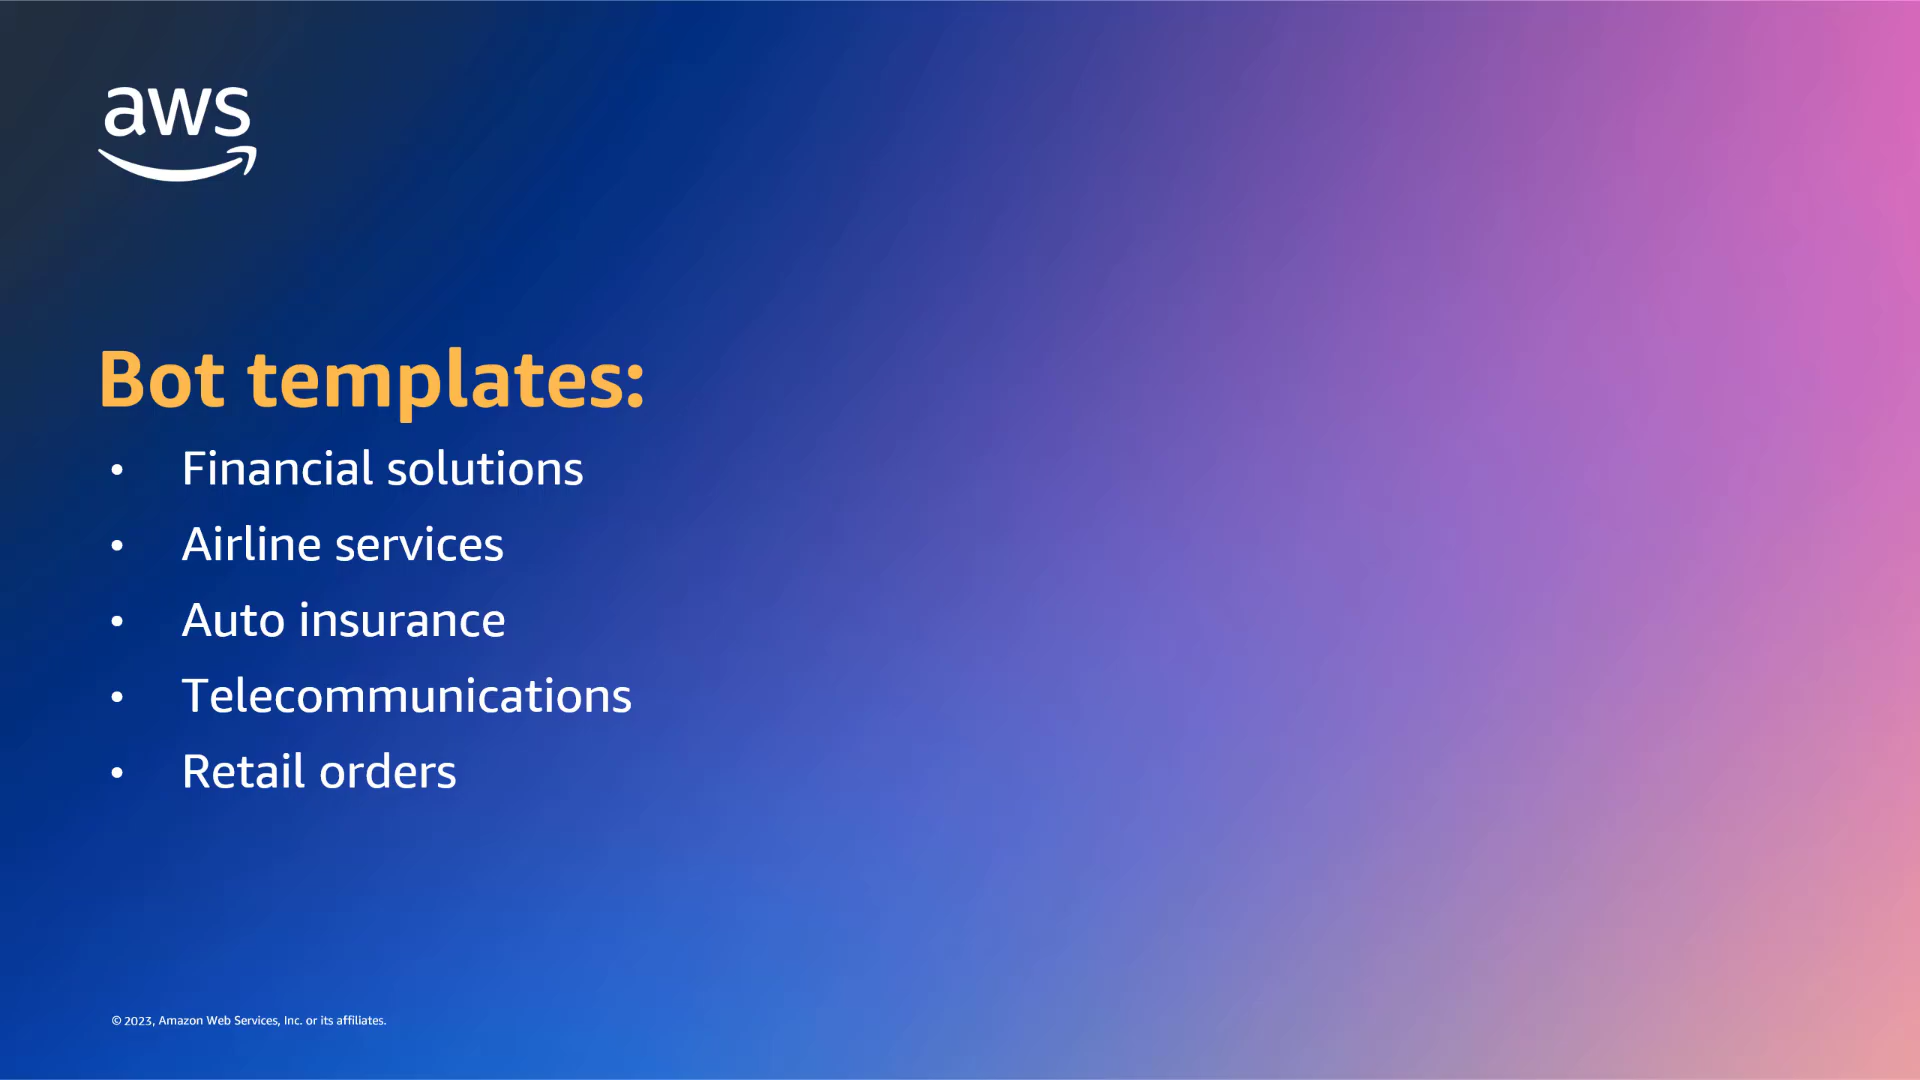 aws
Bot templates:
• Financial solutions
• Airline services
• Auto insurance
• Telecommunications
• Retail orders
© 2023, Amazon Web Services, Inc. or its affiliates.